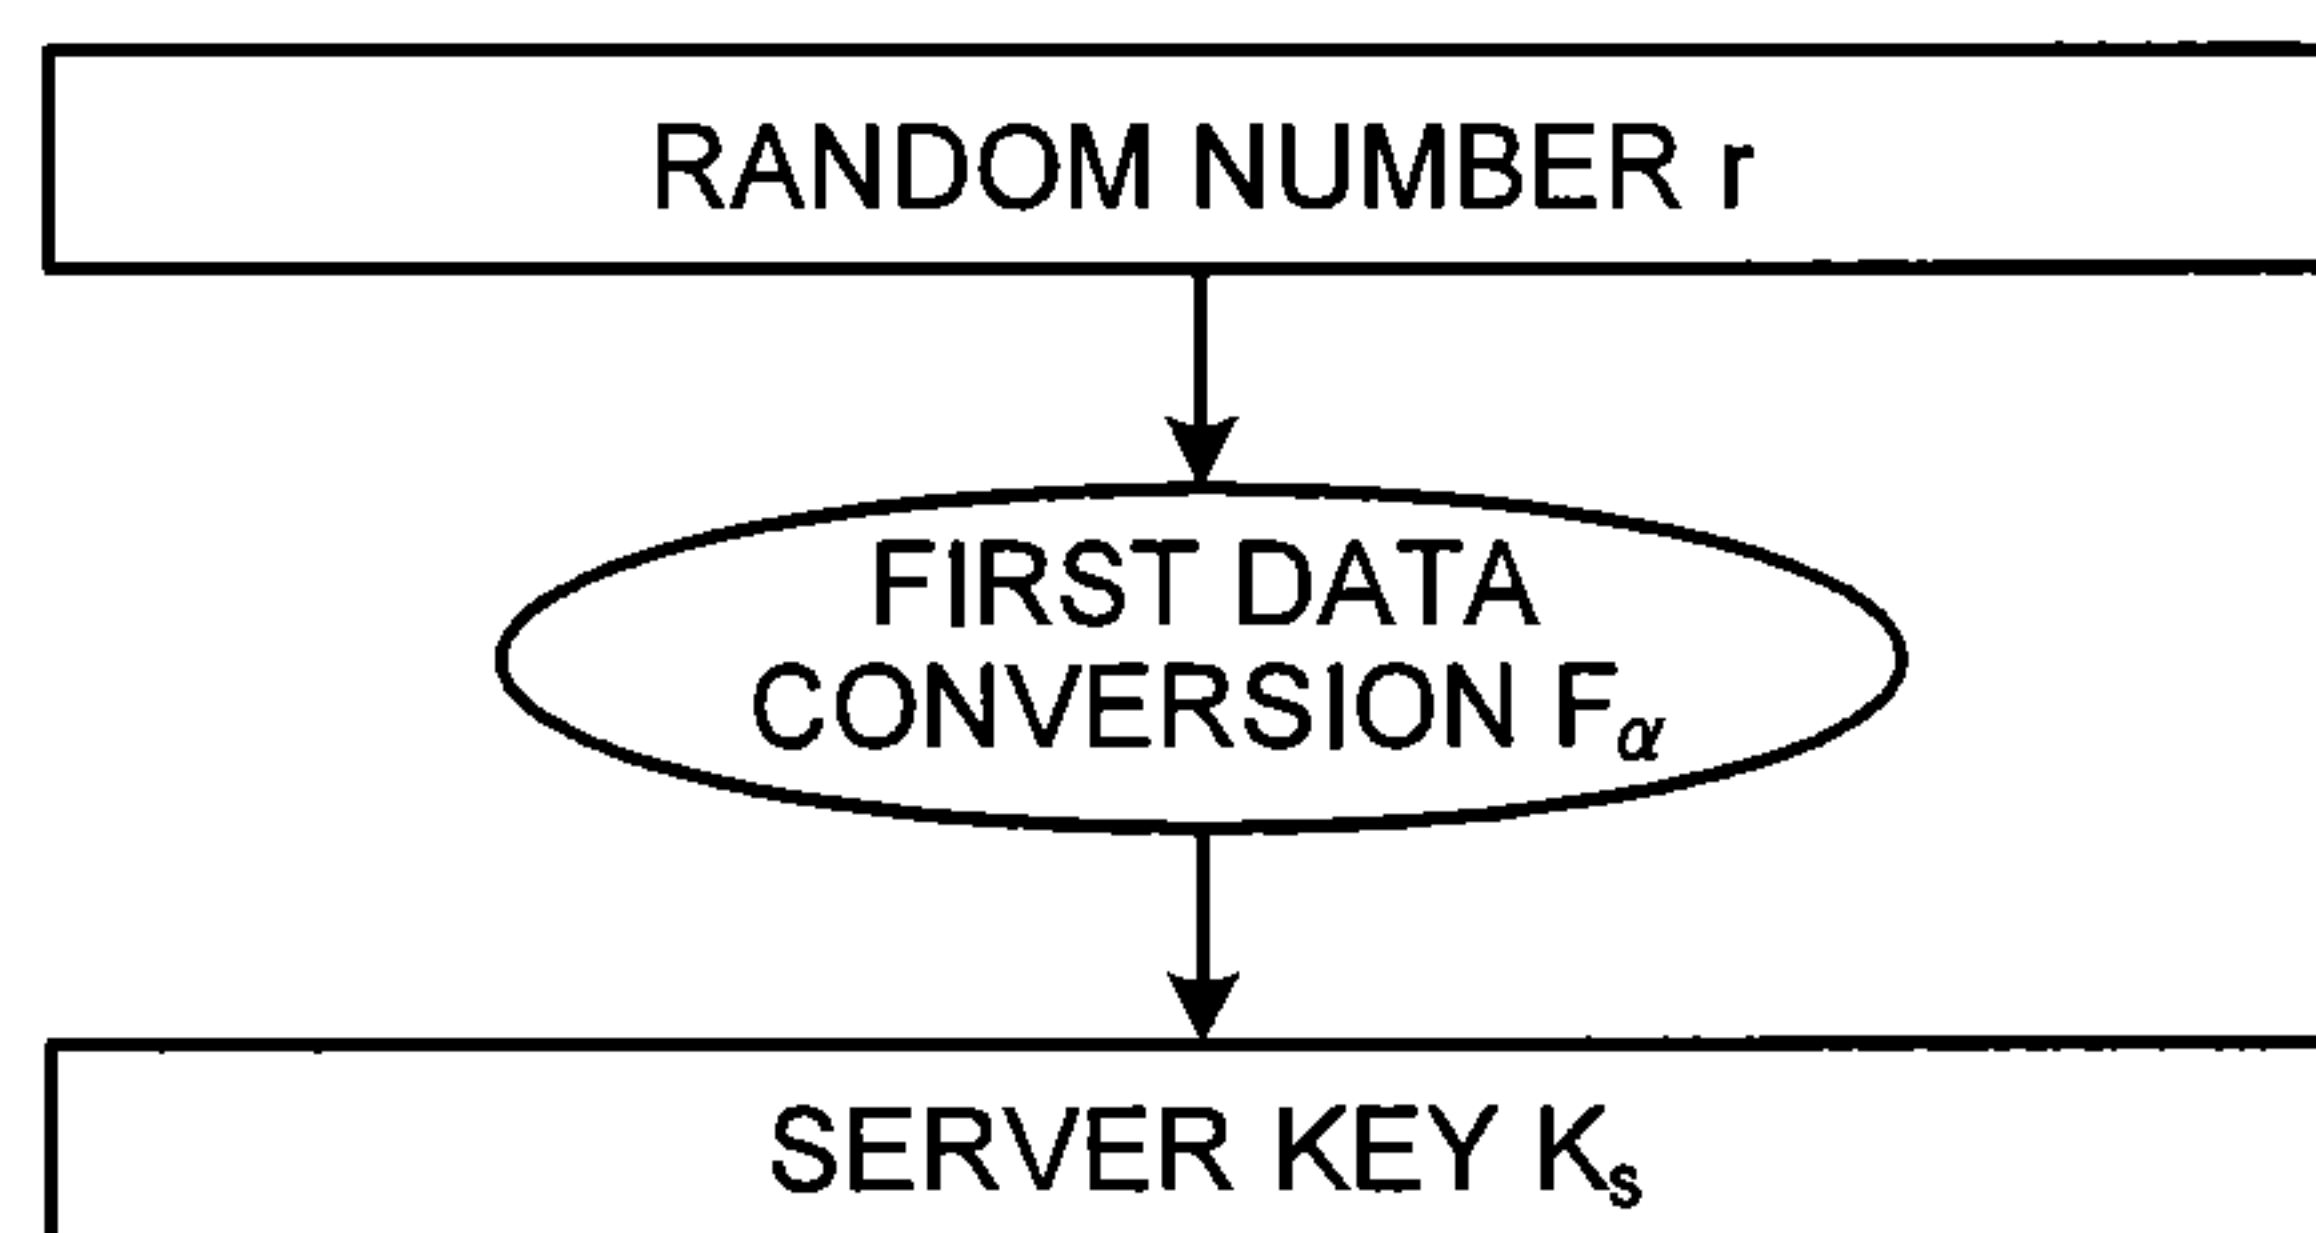 RANDOM NUMBER r
FIRST DATA
CONVERSION Fα
SERVER KEY Ks